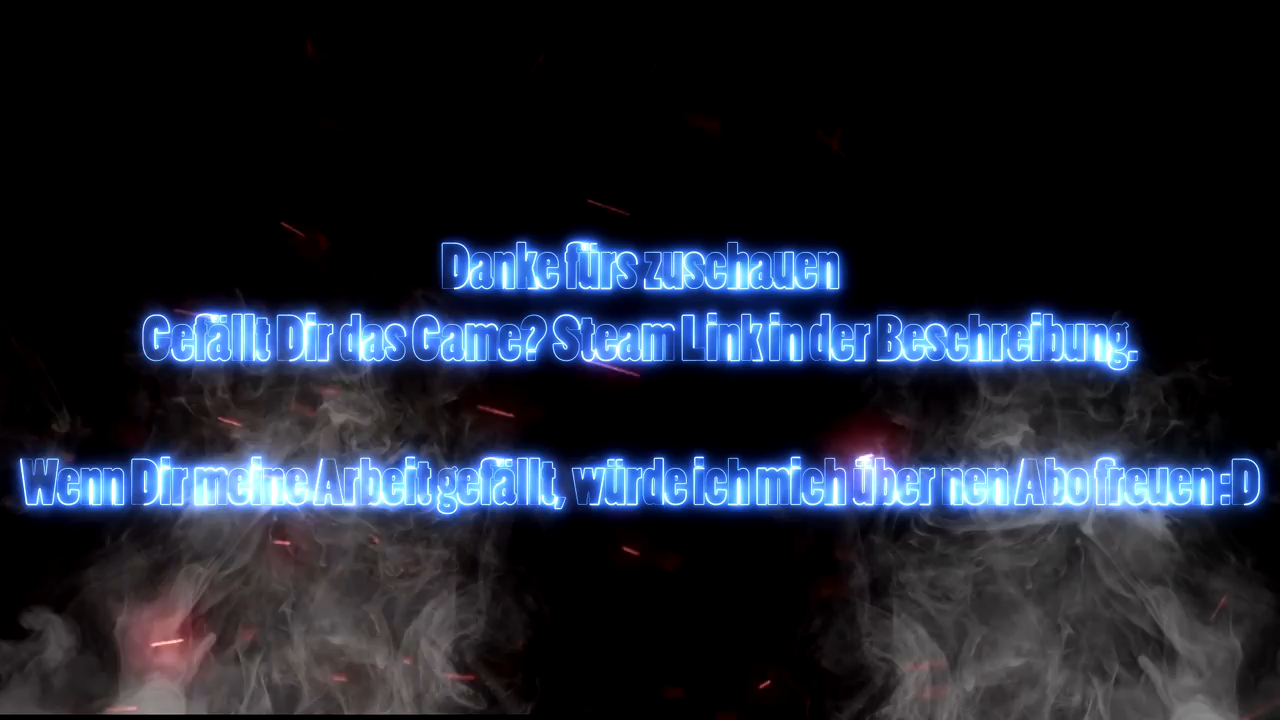 Danke fürs zuschauen
Gefällt Dir das Game? Steam Link in der Beschreibung.
Wenn Dir meine Arbeit gefällt, würde ich mich über nen Abo freuen :D